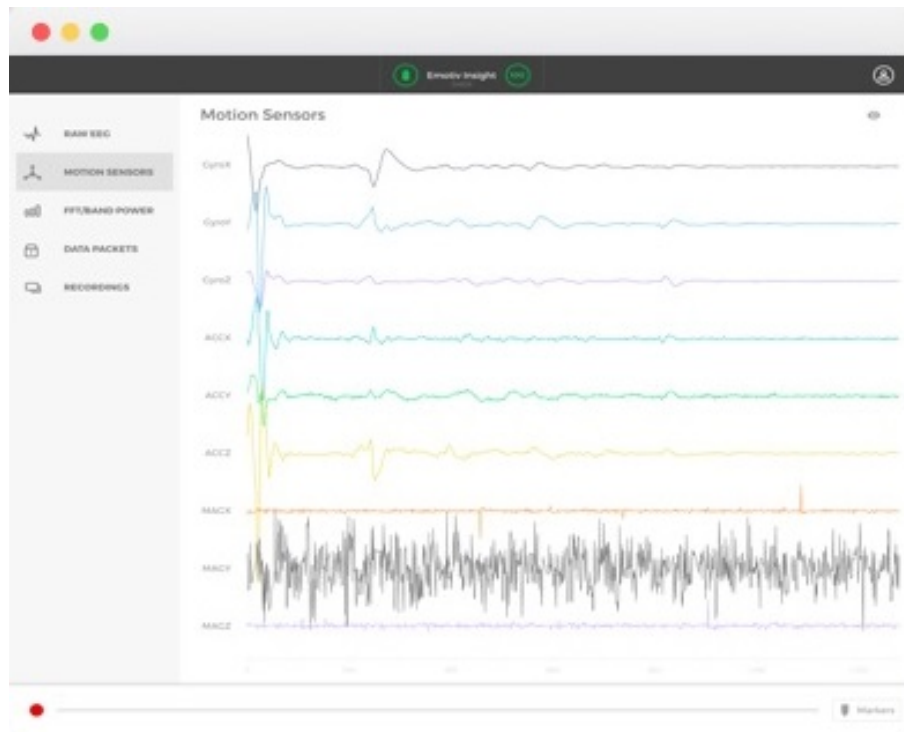 Emotiv Insight
Motion Sensors
RAW EEG
MOTION SENSORS
FFT/BAND POWER
DATA PACKETS
RECORDINGS
GyroX
GyroY
GyroZ
ACCX
ACCY
ACCZ
MAGX
MAGY
MAGZ
Markers